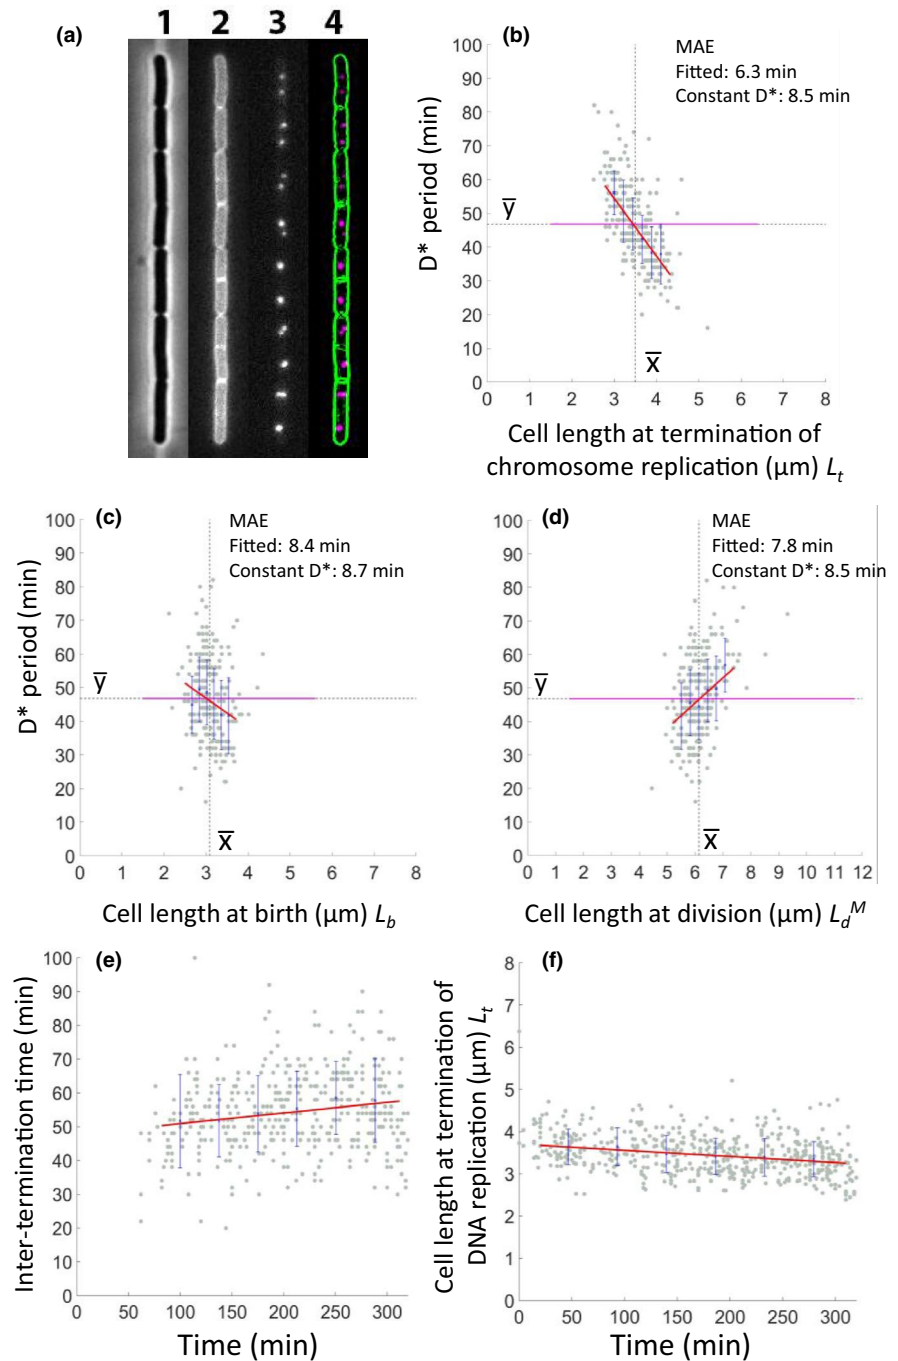 (a)
1 2 3 4
(b)
MAE
Fitted: 6.3 min
Constant D*: 8.5 min
D* period (min)
100
90
80
70
60
50
40
30
20
10
0
y̅
x̅
0 1 2 3 4 5 6 7 8
Cell length at termination of
chromosome replication (µm) Lt
(c)
MAE
Fitted: 8.4 min
Constant D*: 8.7 min
D* period (min)
100
90
80
70
60
50
40
30
20
10
0
y̅
x̅
0 1 2 3 4 5 6 7 8
Cell length at birth (µm) Lb
(d)
MAE
Fitted: 7.8 min
Constant D*: 8.5 min
100
90
80
70
60
50
40
30
20
10
0
y̅
x̅
0 1 2 3 4 5 6 7 8 9 10 11 12
Cell length at division (µm) LdM
(e)
Inter-termination time (min)
100
90
80
70
60
50
40
30
20
10
0
0 50 100 150 200 250 300
Time (min)
(f)
Cell length at termination of
DNA replication (µm) Lt
8
7
6
5
4
3
2
1
0
0 50 100 150 200 250 300
Time (min)